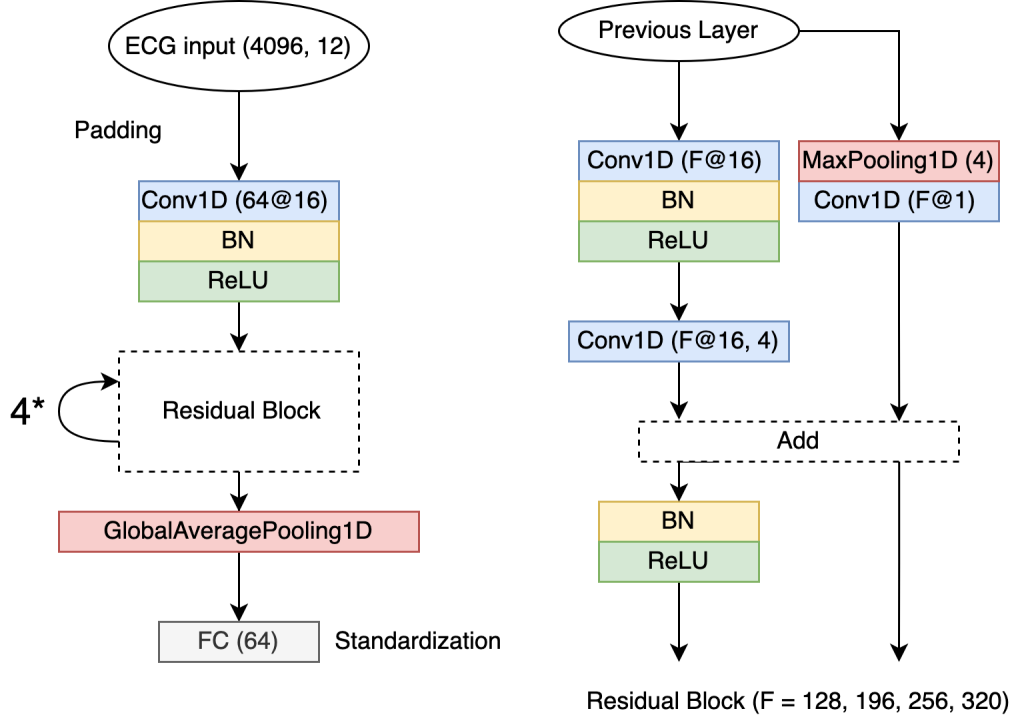 ECG input (4096, 12)
Padding
Conv1D (64@16)
BN
ReLU
4*
Residual Block
GlobalAveragePooling1D
FC (64)
Standardization
Previous Layer
Conv1D (F@16)
BN
ReLU
MaxPooling1D (4)
Conv1D (F@1)
Conv1D (F@16, 4)
Add
BN
ReLU
Residual Block (F = 128, 196, 256, 320)